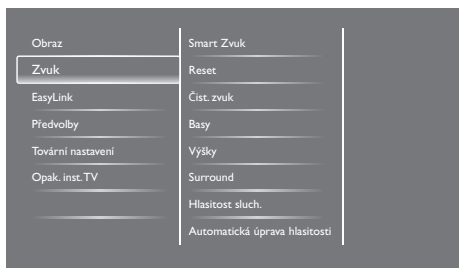 Obraz
Zvuk
EasyLink
Předvolby
Tovární nastavení
Opak. inst. TV
Smart Zvuk
Reset
Čist. zvuk
Basy
Výšky
Surround
Hlasitost sluch.
Automatická úprava hlasitosti